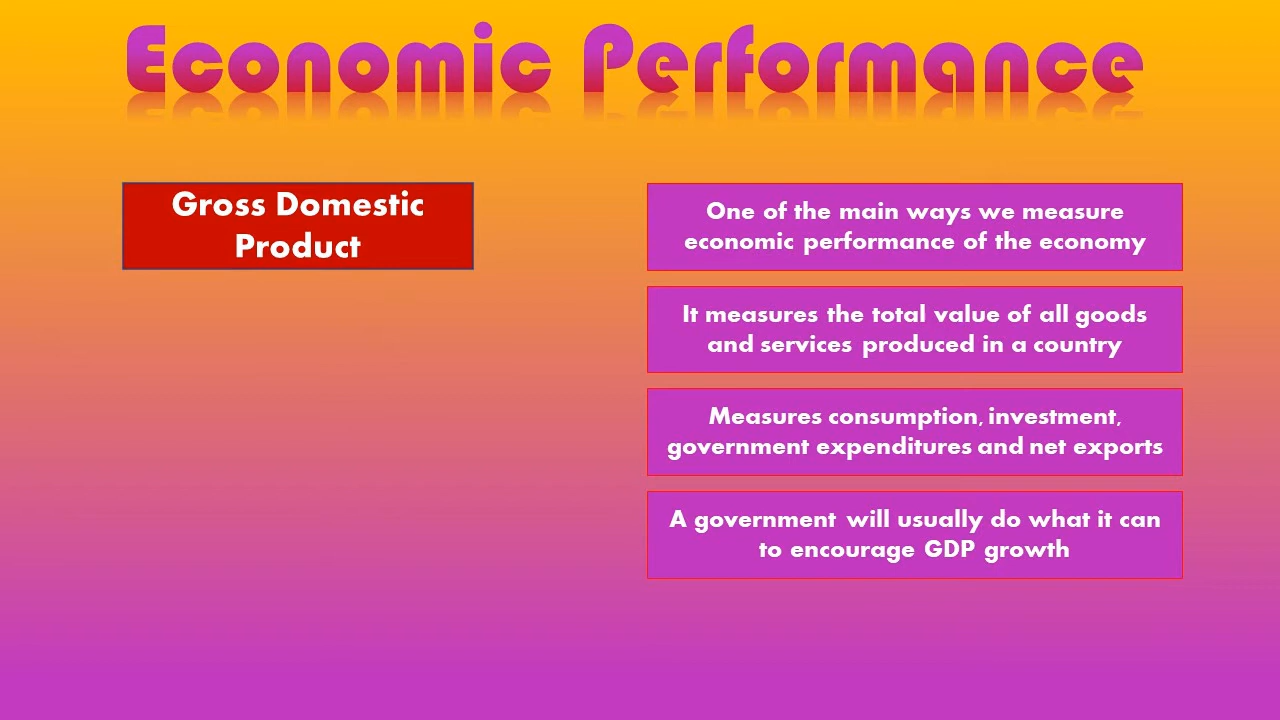 Economic Performance
Gross Domestic
Product
One of the main ways we measure
economic performance of the economy
It measures the total value of all goods
and services produced in a country
Measures consumption, investment,
government expenditures and net exports
A government will usually do what it can
to encourage GDP growth